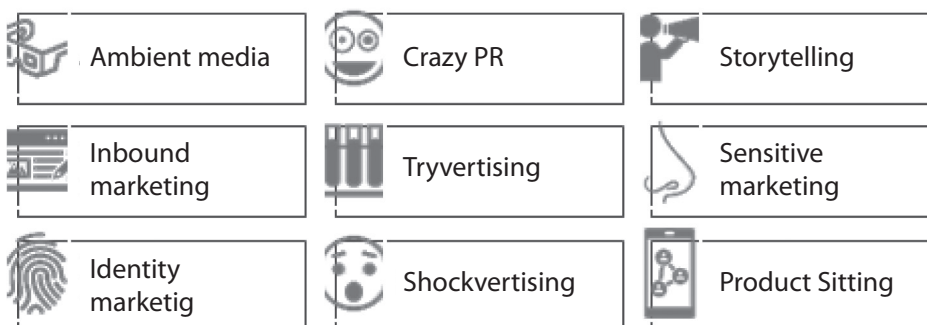 Ambient media
Crazy PR
Storytelling
Inbound
marketing
Tryvertising
Sensitive
marketing
Identity
marketig
Shockvertising
Product Sitting